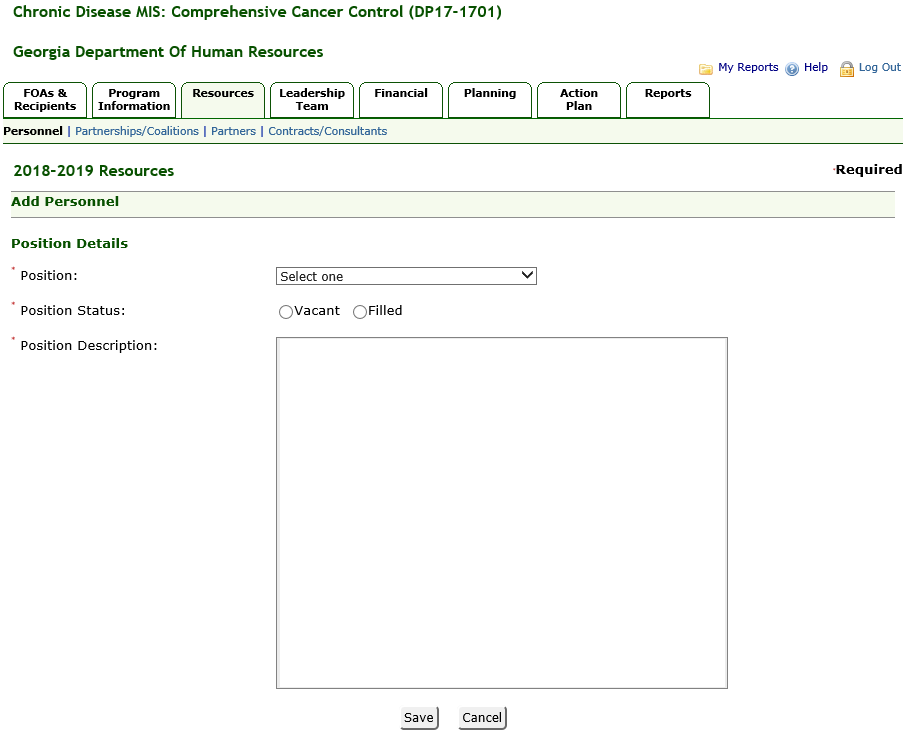 Chronic Disease MIS: Comprehensive Cancer Control (DP17-1701)
Georgia Department Of Human Resources
My Reports Help Log Out
FOAs & Recipients
Program Information
Resources
Leadership Team
Financial
Planning
Action Plan
Reports
Personnel | Partnerships/Coalitions | Partners | Contracts/Consultants
2018-2019 Resources
*Required
Add Personnel
Position Details
* Position: Select one
* Position Status: Vacant Filled
* Position Description:
Save Cancel